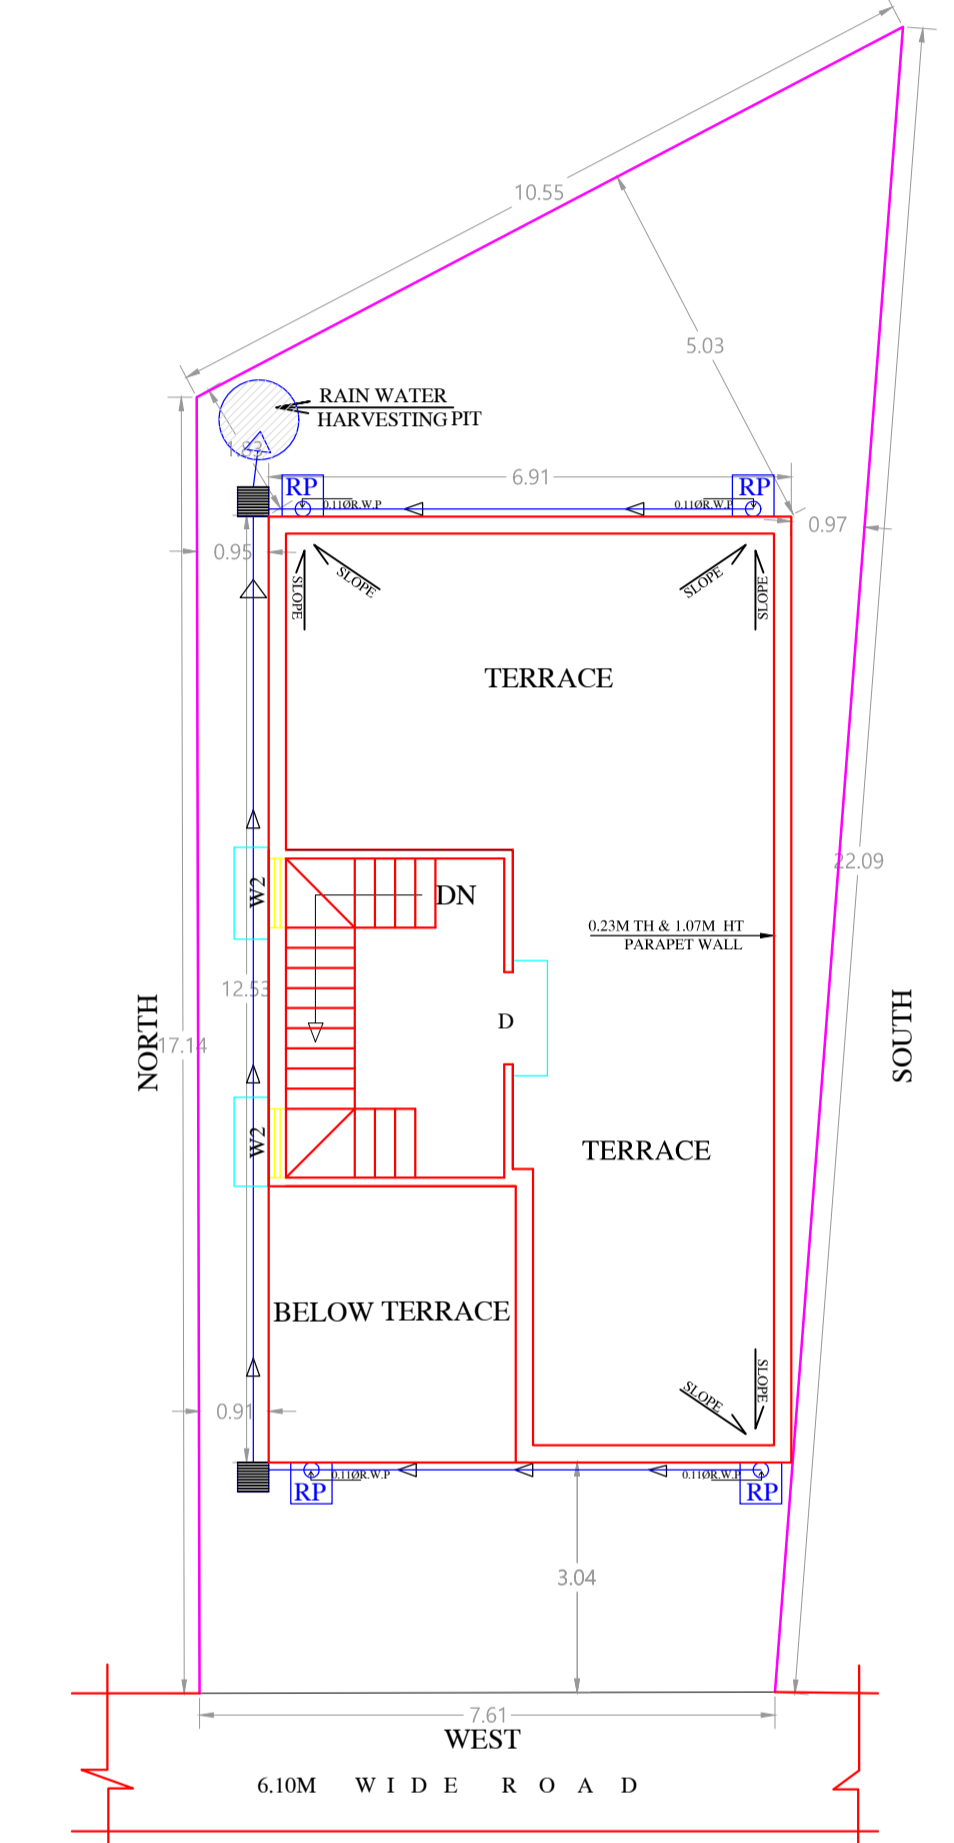 10.55
5.03
RAIN WATER
HARVESTING PIT
1.83
6.91
RP
RP
0.11ØR.W.P
0.11ØR.W.P
0.97
0.95
SLOPE
SLOPE
SLOPE
SLOPE
TERRACE
22.09
W2
DN
0.23M TH & 1.07M HT
PARAPET WALL
12.53
D
NORTH
17.14
SOUTH
W2
TERRACE
BELOW TERRACE
SLOPE
SLOPE
0.91
0.11ØR.W.P
0.11ØR.W.P
RP
RP
3.04
7.61
WEST
6.10M WIDE ROAD